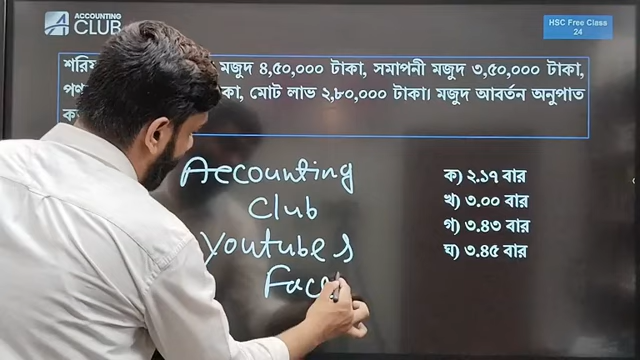 ACCOUNTING
CLUB
HSC Free Class
24
মজুদ ৪,৫০,০০০ টাকা, সমাপনী মজুদ ৩,৫০,০০০ টাকা,
মোট লাভ ২,৮০,০০০ টাকা। মজুদ আবর্তন অনুপাত
Accounting
Club
Youtube
ক) ২.১৭ বার
খ) ৩.০০ বার
গ) ৩.৪৩ বার
ঘ) ৩.৪৫ বার